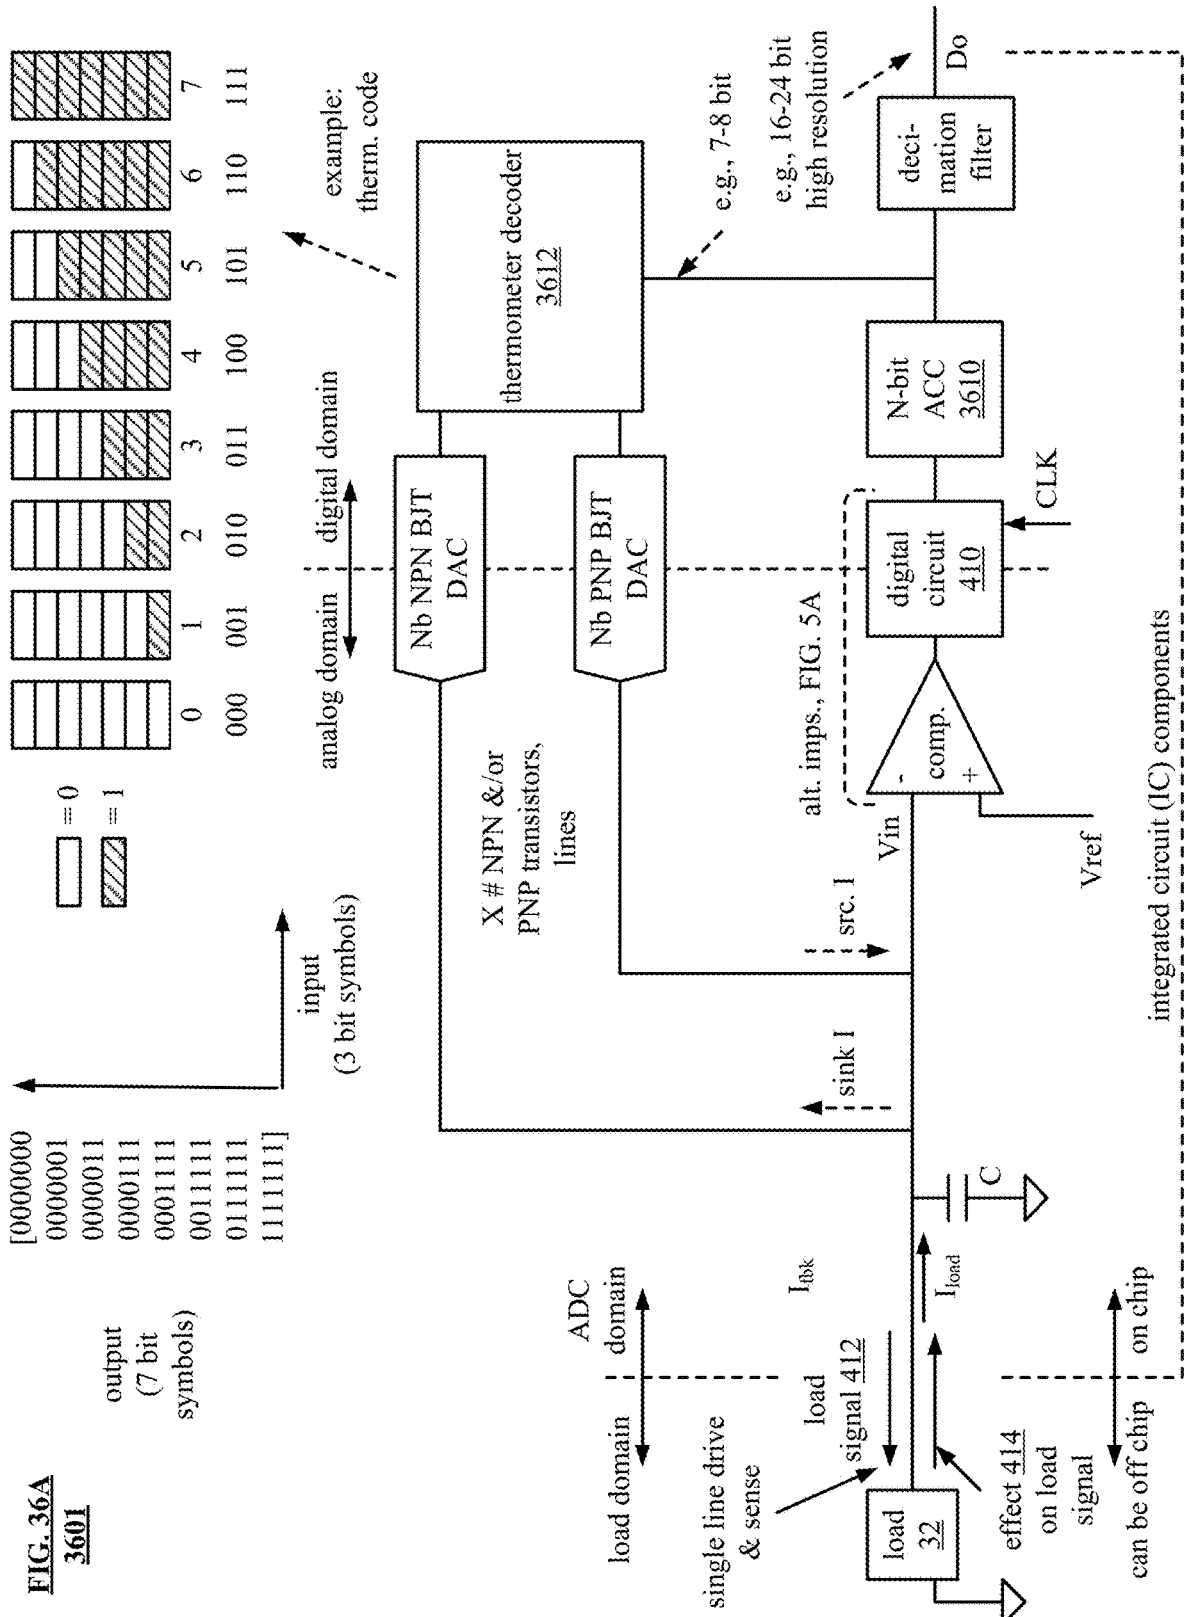 FIG. 36A
3601
output
(7 bit
symbols)
[0000000
0000001
0000011
0000111
0001111
0011111
0111111
1111111]
input
(3 bit symbols)
= 0
= 1
0
1
2
3
4
5
6
7
000
001
010
011
100
101
110
111
example:
therm. code
analog domain
digital domain
Nb NPN BJT
DAC
Nb PNP BJT
DAC
thermometer decoder
3612
X # NPN &/or
PNP transistors,
lines
e.g., 7-8 bit
e.g., 16-24 bit
high resolution
load domain
ADC
domain
single line drive
& sense
load
signal 412
Ifbk
Iload
sink I
src. I
alt. imps., FIG. 5A
Vin
-
comp.
+
Vref
digital
circuit
410
CLK
N-bit
ACC
3610
deci-
mation
filter
Do
load
32
effect 414
on load
signal
C
can be off chip
on chip
integrated circuit (IC) components